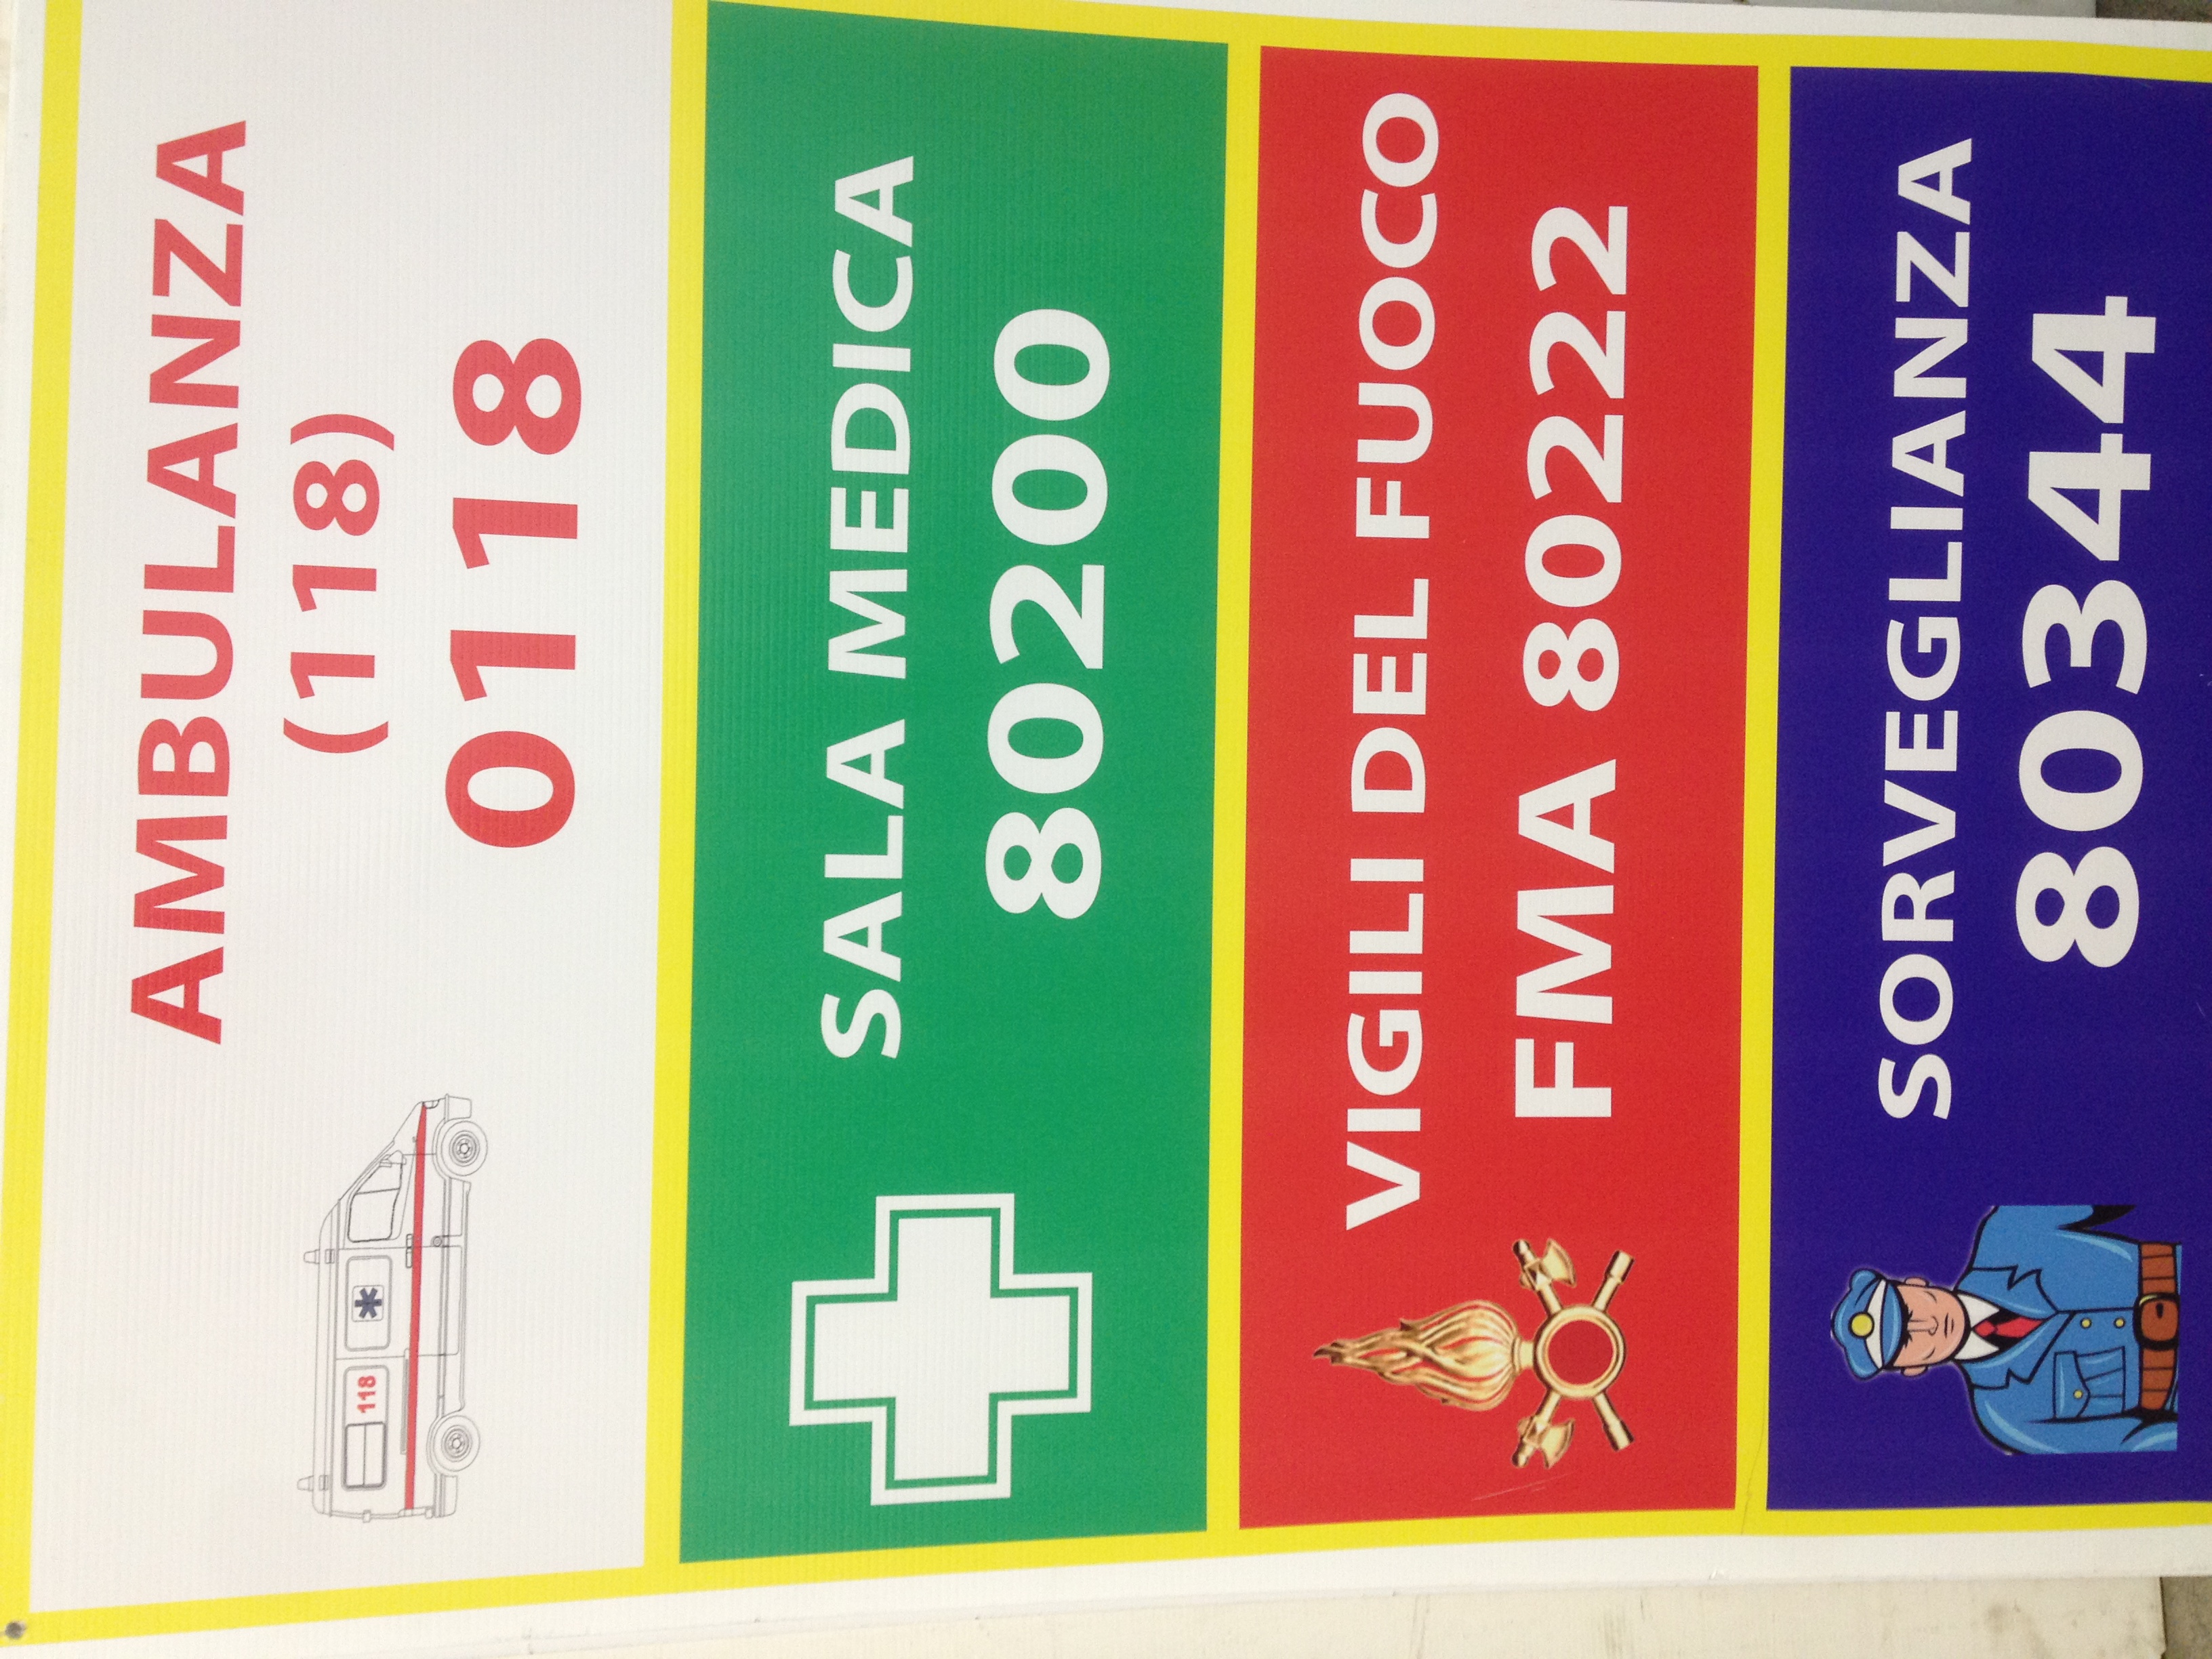 AMBULANZA
(118)
0118
118
SALA MEDICA
80200
VIGILI DEL FUOCO
FMA 80222
SORVEGLIANZA
80344